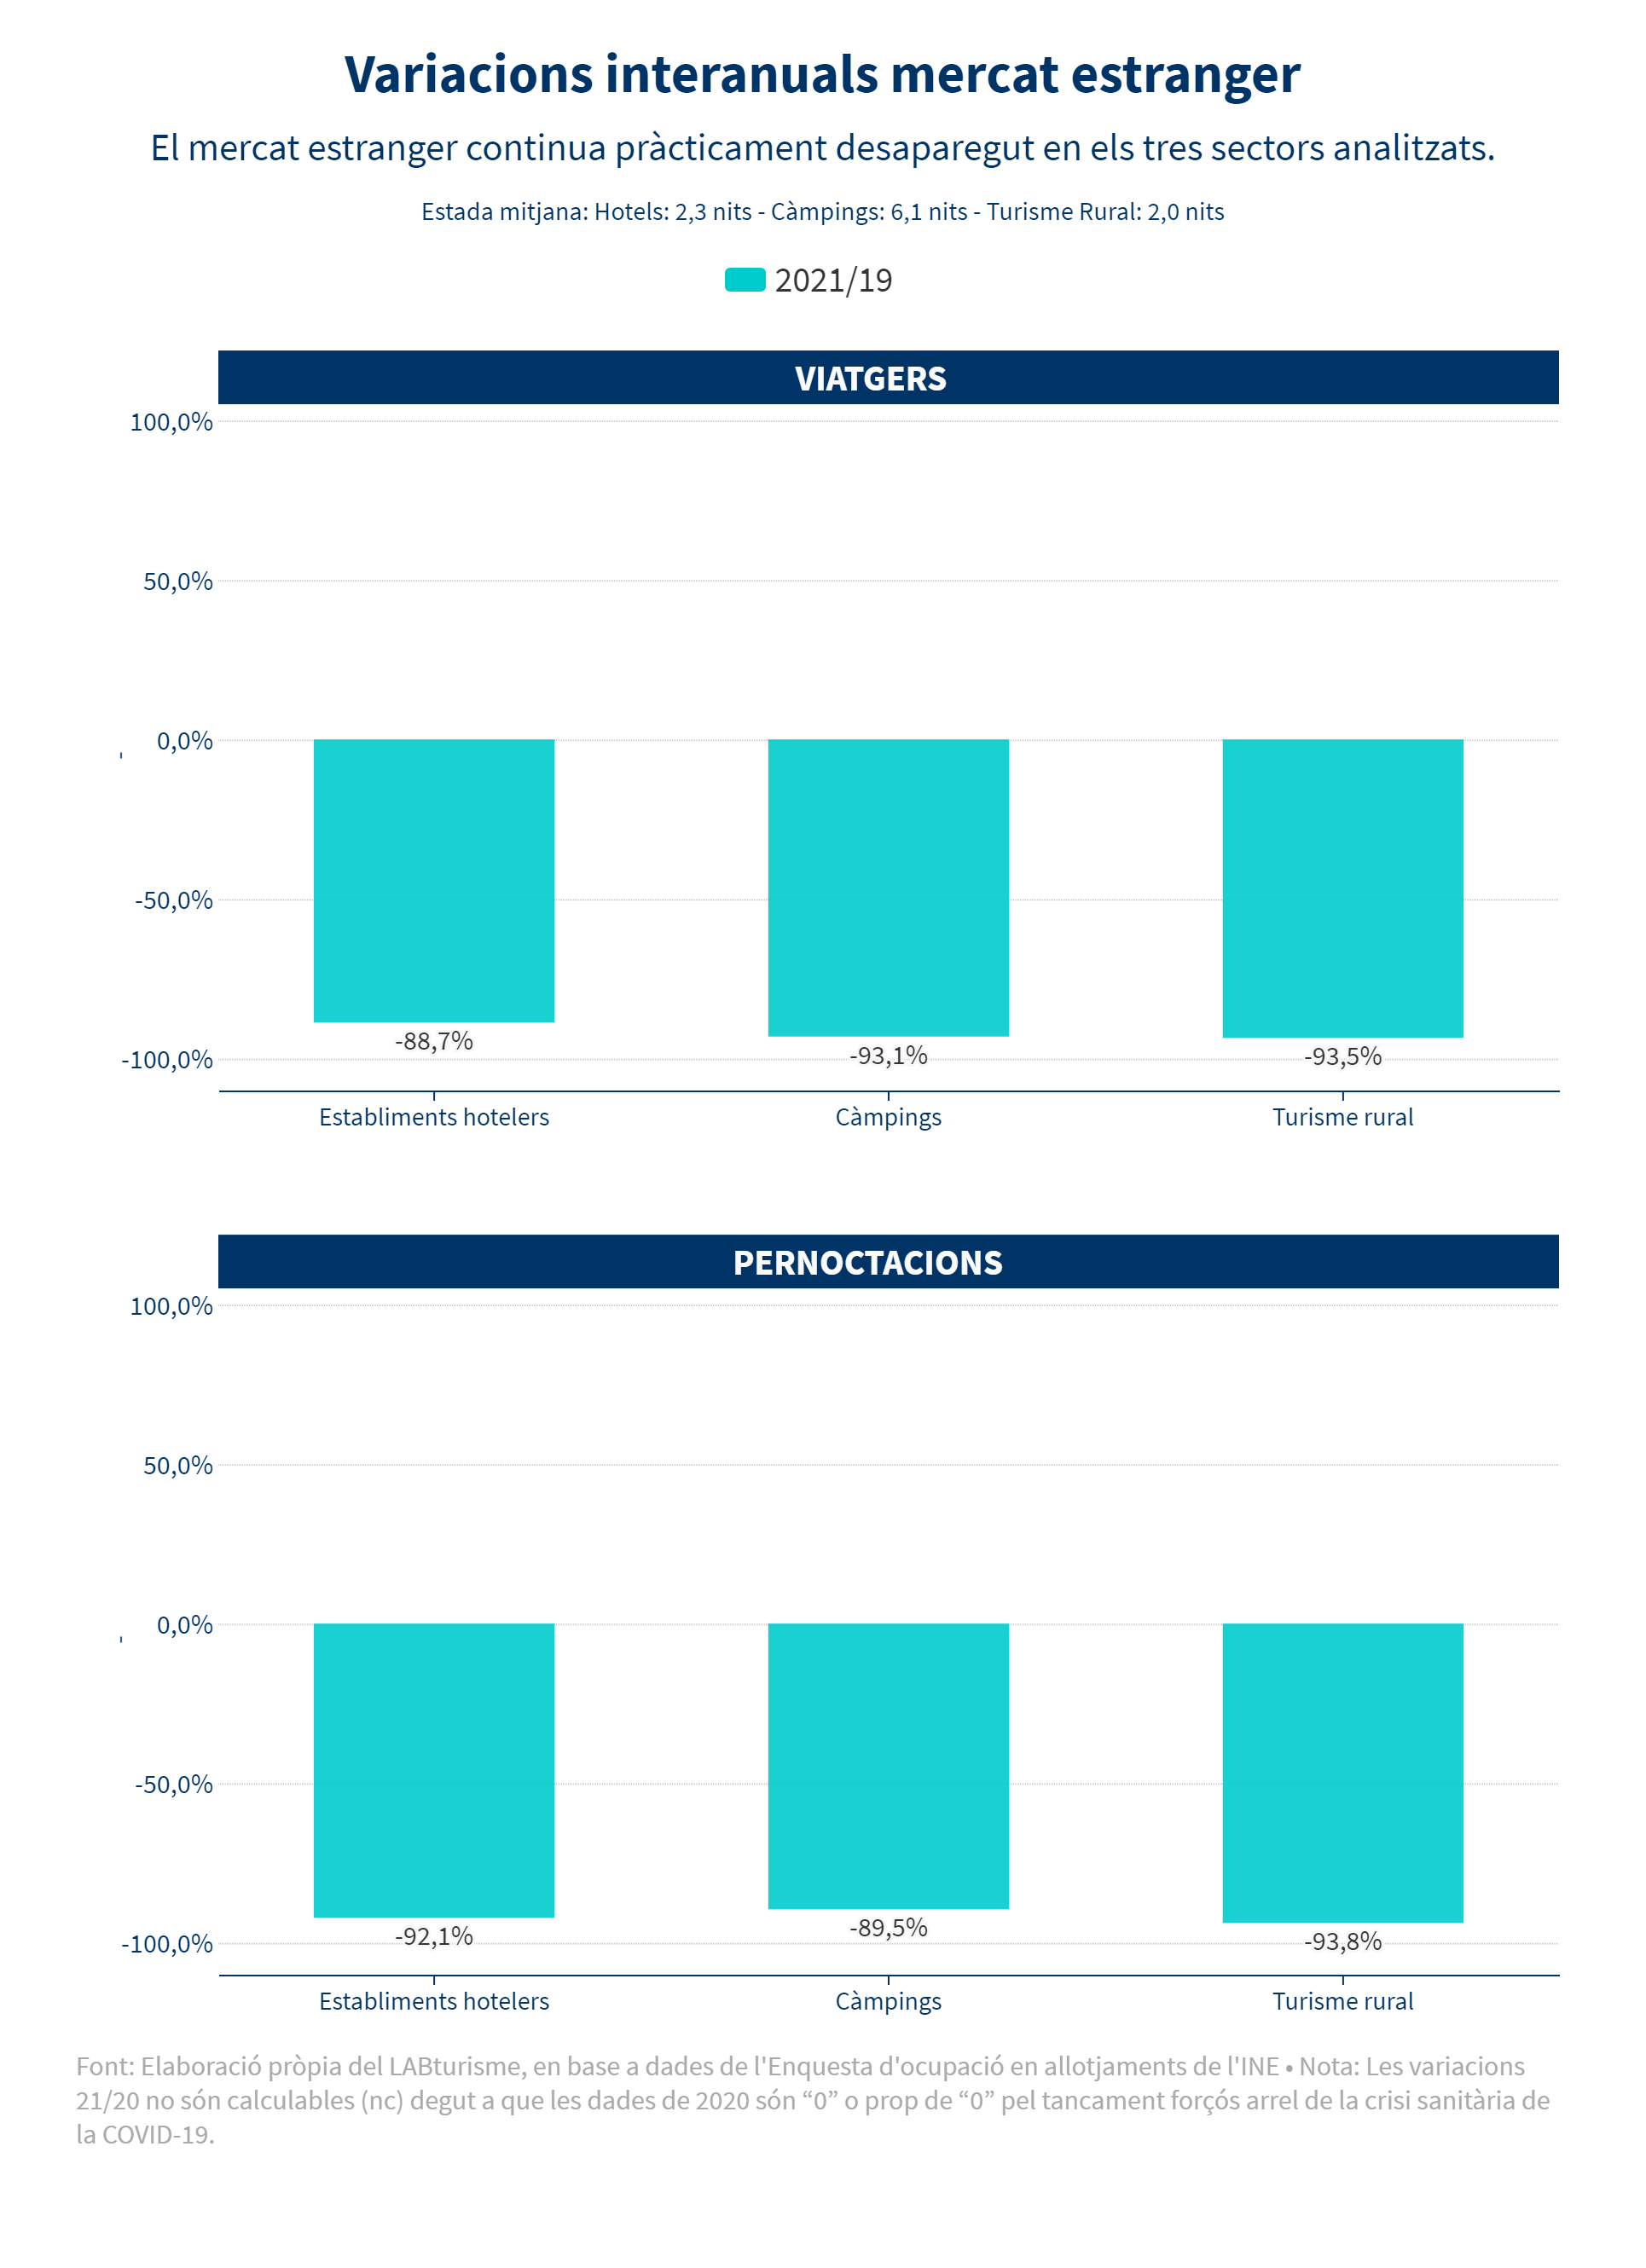 Variacions interanuals mercat estranger
El mercat estranger continua pràcticament desaparegut en els tres sectors analitzats.
Estada mitjana: Hotels: 2,3 nits - Càmpings: 6,1 nits - Turisme Rural: 2,0 nits
2021/19
VIATGERS
100,0%
50,0%
0,0%
-50,0%
-100,0%
-88,7%
-93,1%
-93,5%
Establiments hotelers
Càmpings
Turisme rural
PERNOCTACIONS
100,0%
50,0%
0,0%
-50,0%
-100,0%
-92,1%
-89,5%
-93,8%
Establiments hotelers
Càmpings
Turisme rural
Font: Elaboració pròpia del LABturisme, en base a dades de l'Enquesta d'ocupació en allotjaments de l'INE • Nota: Les variacions
21/20 no són calculables (nc) degut a que les dades de 2020 són “0” o prop de “0” pel tancament forçós arrel de la crisi sanitària de
la COVID-19.